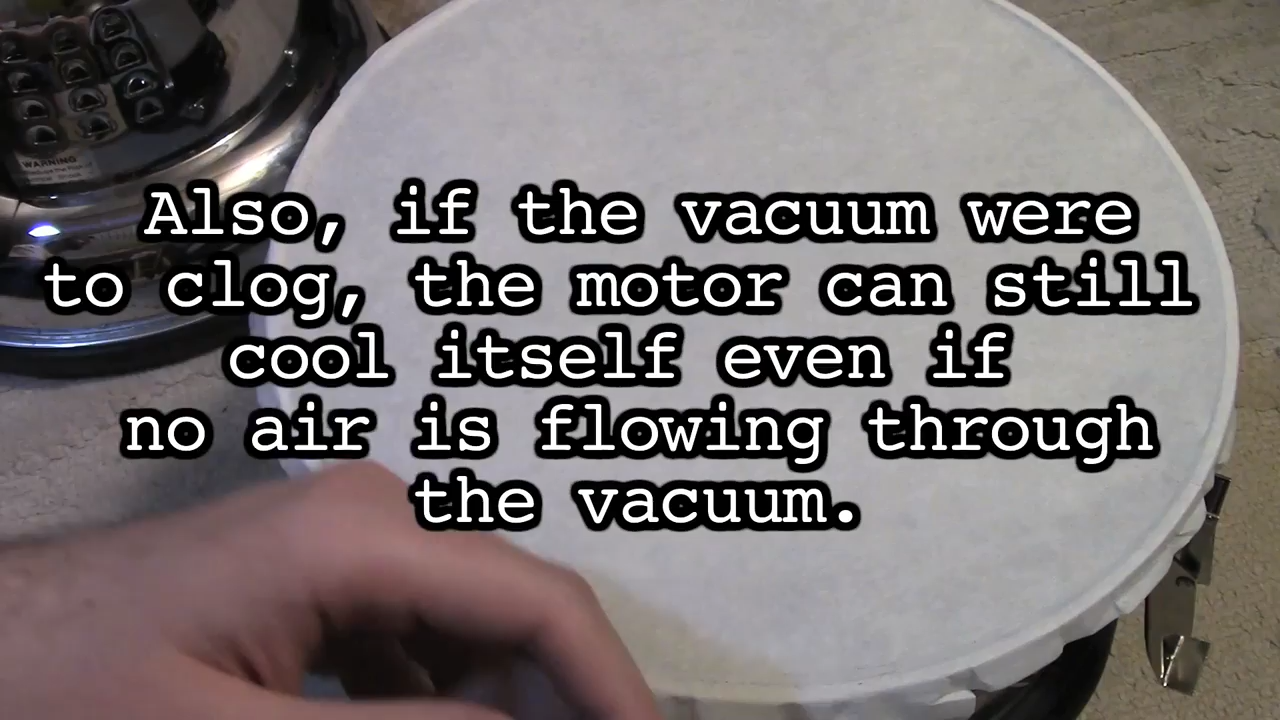 WARNING
Also, if the vacuum were
to clog, the motor can still
cool itself even if
no air is flowing through
the vacuum.